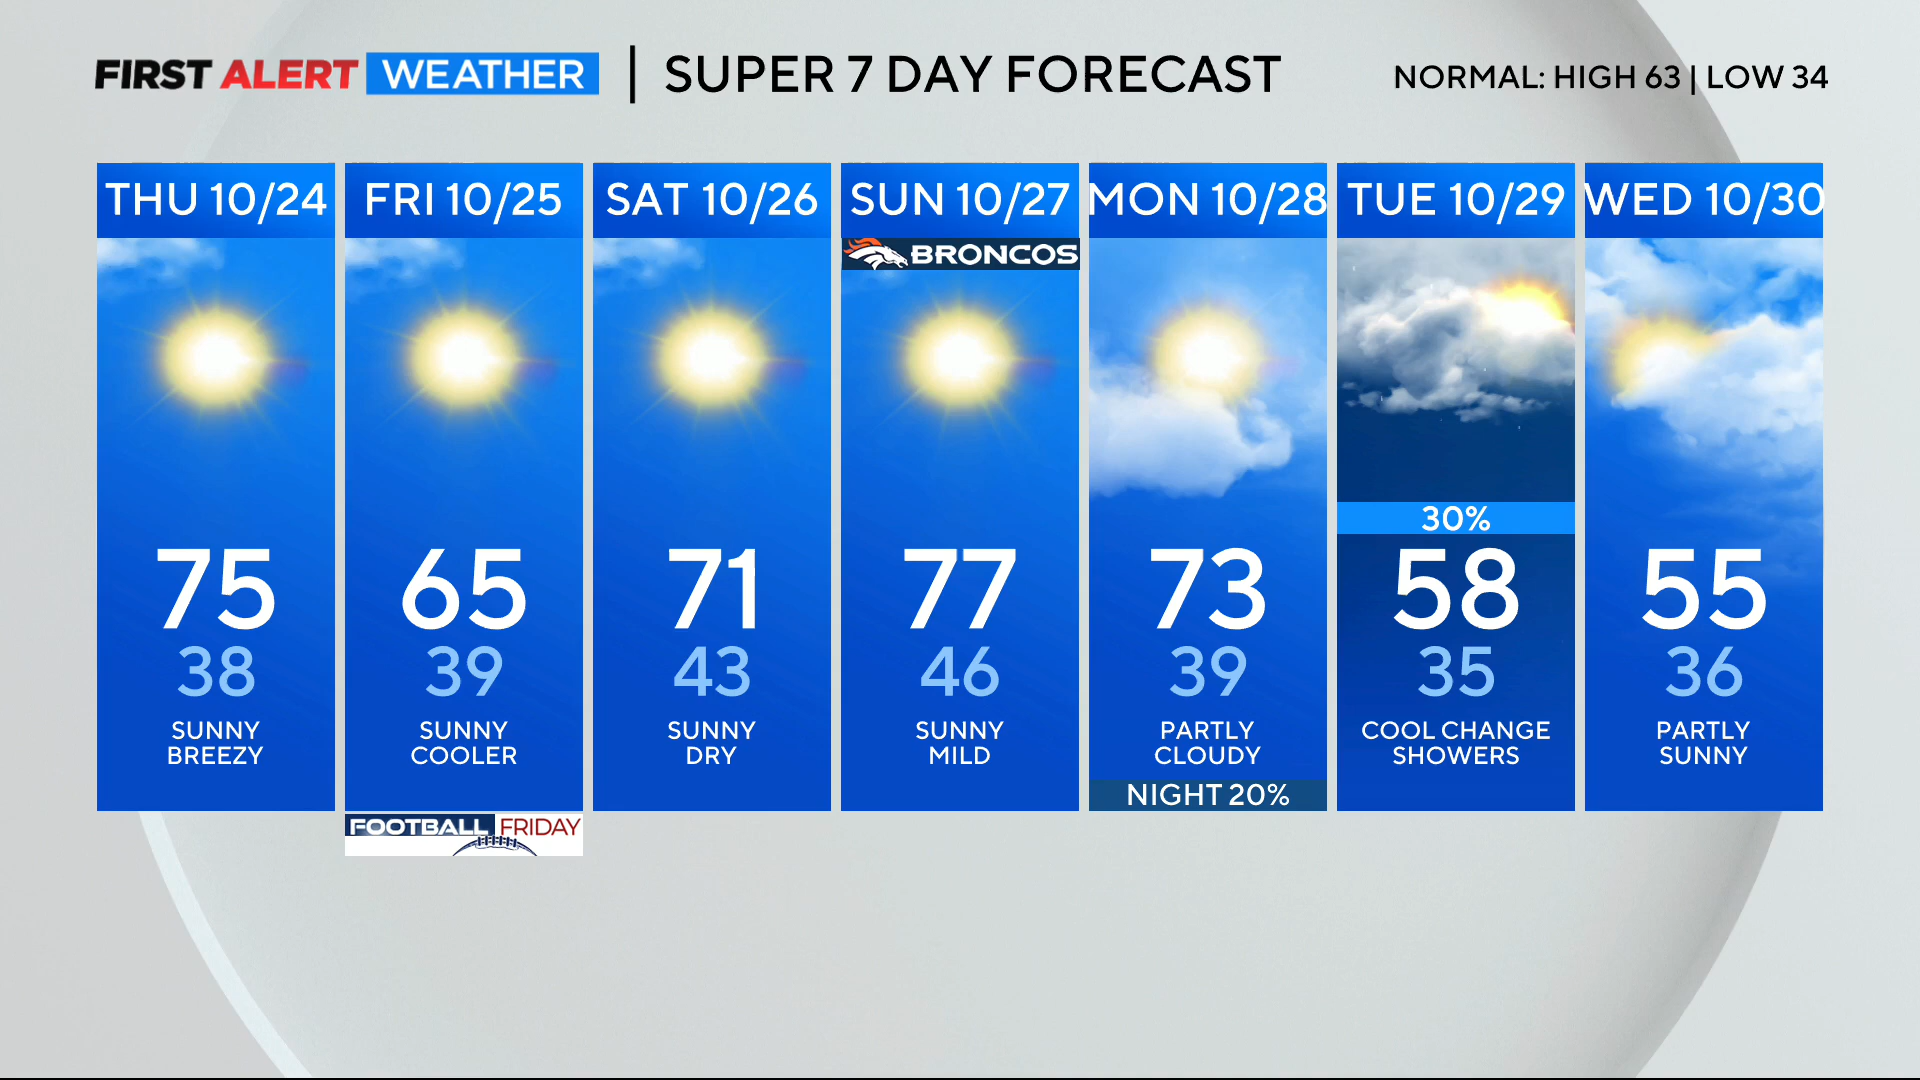 FIRST ALERT WEATHER | SUPER 7 DAY FORECAST
NORMAL: HIGH 63 | LOW 34
THU 10/24
75
38
SUNNY
BREEZY
FRI 10/25
65
39
SUNNY
COOLER
FOOTBALL FRIDAY
SAT 10/26
71
43
SUNNY
DRY
SUN 10/27
BRONCOS
77
46
SUNNY
MILD
MON 10/28
73
39
PARTLY
CLOUDY
NIGHT 20%
TUE 10/29
30%
58
35
COOL CHANGE
SHOWERS
WED 10/30
55
36
PARTLY
SUNNY